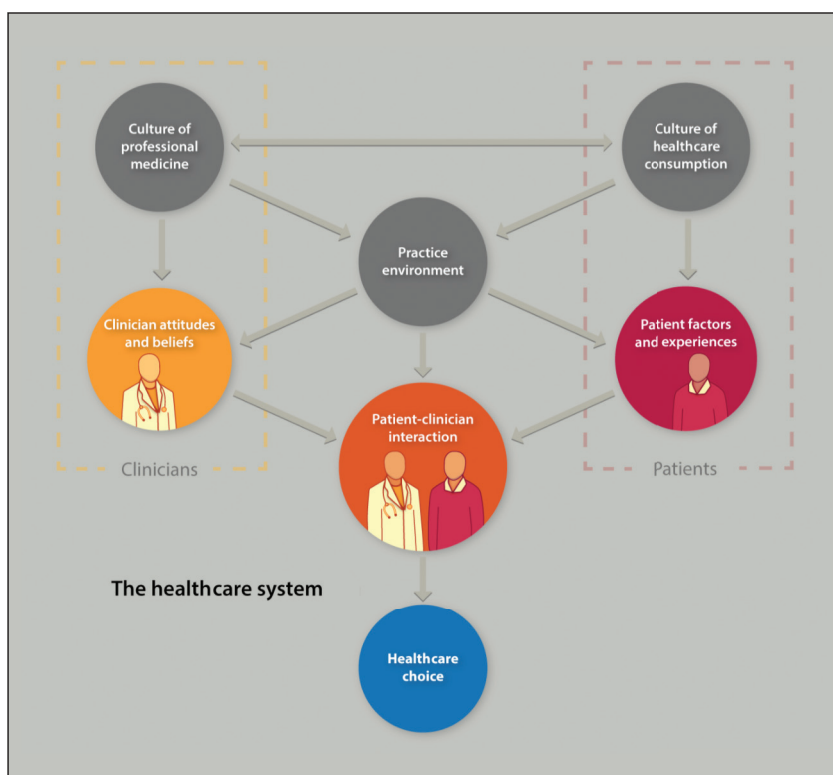 Culture of
professional
medicine
Culture of
healthcare
consumption
Practice
environment
Clinician attitudes
and beliefs
Patient factors
and experiences
Patient-clinician
interaction
Clinicians
Patients
The healthcare system
Healthcare
choice